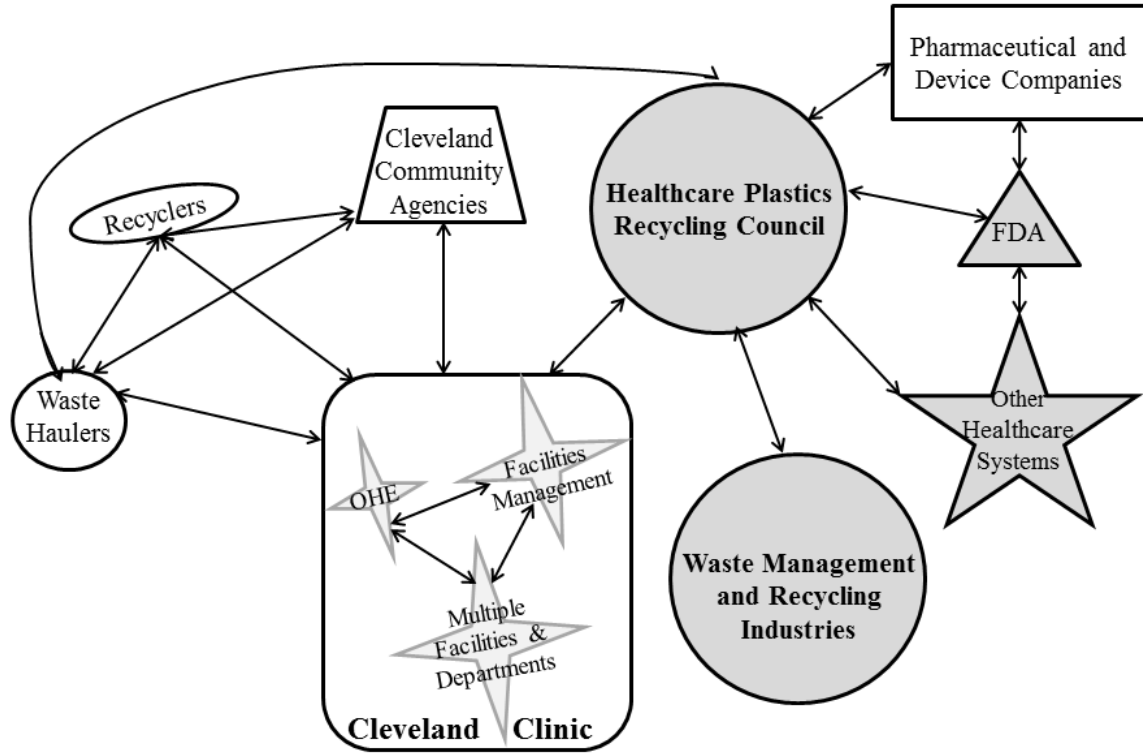 Pharmaceutical and
Device Companies
Cleveland
Community
Agencies
Healthcare Plastics
Recycling Council
Recyclers
FDA
Waste
Haulers
Other
Healthcare
Systems
OHE
Facilities
Management
Waste Management
and Recycling
Industries
Multiple
Facilities &
Departments
Cleveland Clinic